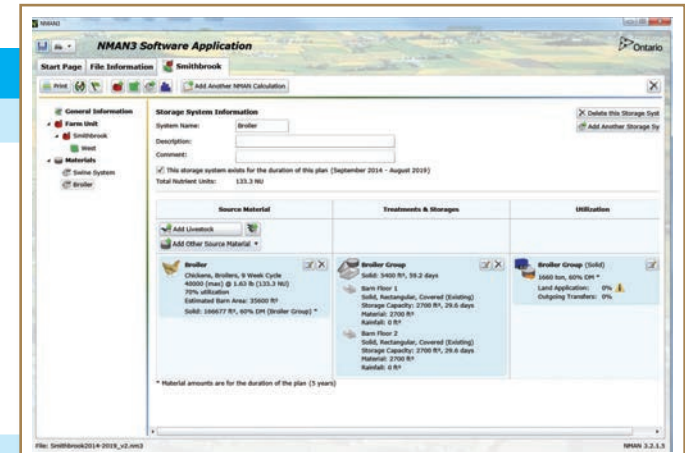 NMAN3
NMAN3 Software Application
Ontario
Start Page
File Information
Smithbrook
Print
Add Another NMAN Calculation
General Information
Farm Unit
Smithbrook
West
Materials
Swine System
Broiler
Storage System Information
System Name:
Broiler
Description:
Comment:
This storage system exists for the duration of this plan (September 2014 - August 2019)
Total Nutrient Units: 133.3 NU
Delete this Storage Syst
Add Another Storage Sy
Source Material
Treatments & Storages
Utilization
Add Livestock
Add Other Source Material
Broiler
Chickens, Broilers, 9 Week Cycle
40000 (max) @ 1.63 lb (133.3 NU)
70% utilization
Estimated Barn Area: 35600 ft²
Solid: 166677 ft³, 60% DM (Broiler Group) *
Broiler Group
Solid: 5400 ft³, 59.2 days
Barn Floor 1
Solid, Rectangular, Covered (Existing)
Storage Capacity: 2700 ft³, 29.6 days
Material: 2700 ft³
Rainfall: 0 ft³
Barn Floor 2
Solid, Rectangular, Covered (Existing)
Storage Capacity: 2700 ft³, 29.6 days
Material: 2700 ft³
Rainfall: 0 ft³
Broiler Group (Solid)
1660 ton, 60% DM *
Land Application: 0%
Outgoing Transfers: 0%
* Material amounts are for the duration of the plan (5 years)
File: Smithbrook2014-2019_v2.nm3
NMAN 3.2.1.5